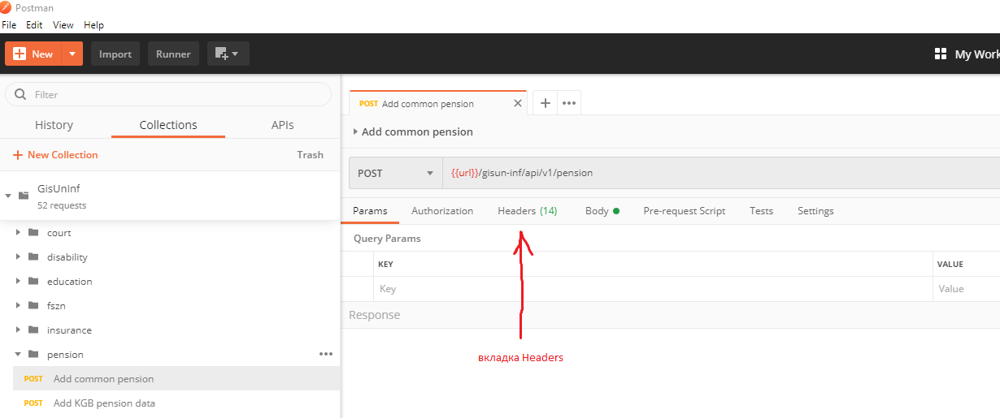 Postman
File Edit View Help
New Import Runner My Work
Filter
History Collections APIs
+ New Collection Trash
GisUnInf
52 requests
court
disability
education
fszn
insurance
pension
POST Add common pension
POST Add KGB pension data
POST Add common pension
Add common pension
POST {{url}}/gisun-inf/api/v1/pension
Params Authorization Headers (14) Body Pre-request Script Tests Settings
Query Params
KEY VALUE
Key Value
Response
вкладка Headers